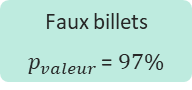 Faux billets
p_valeur = 97%